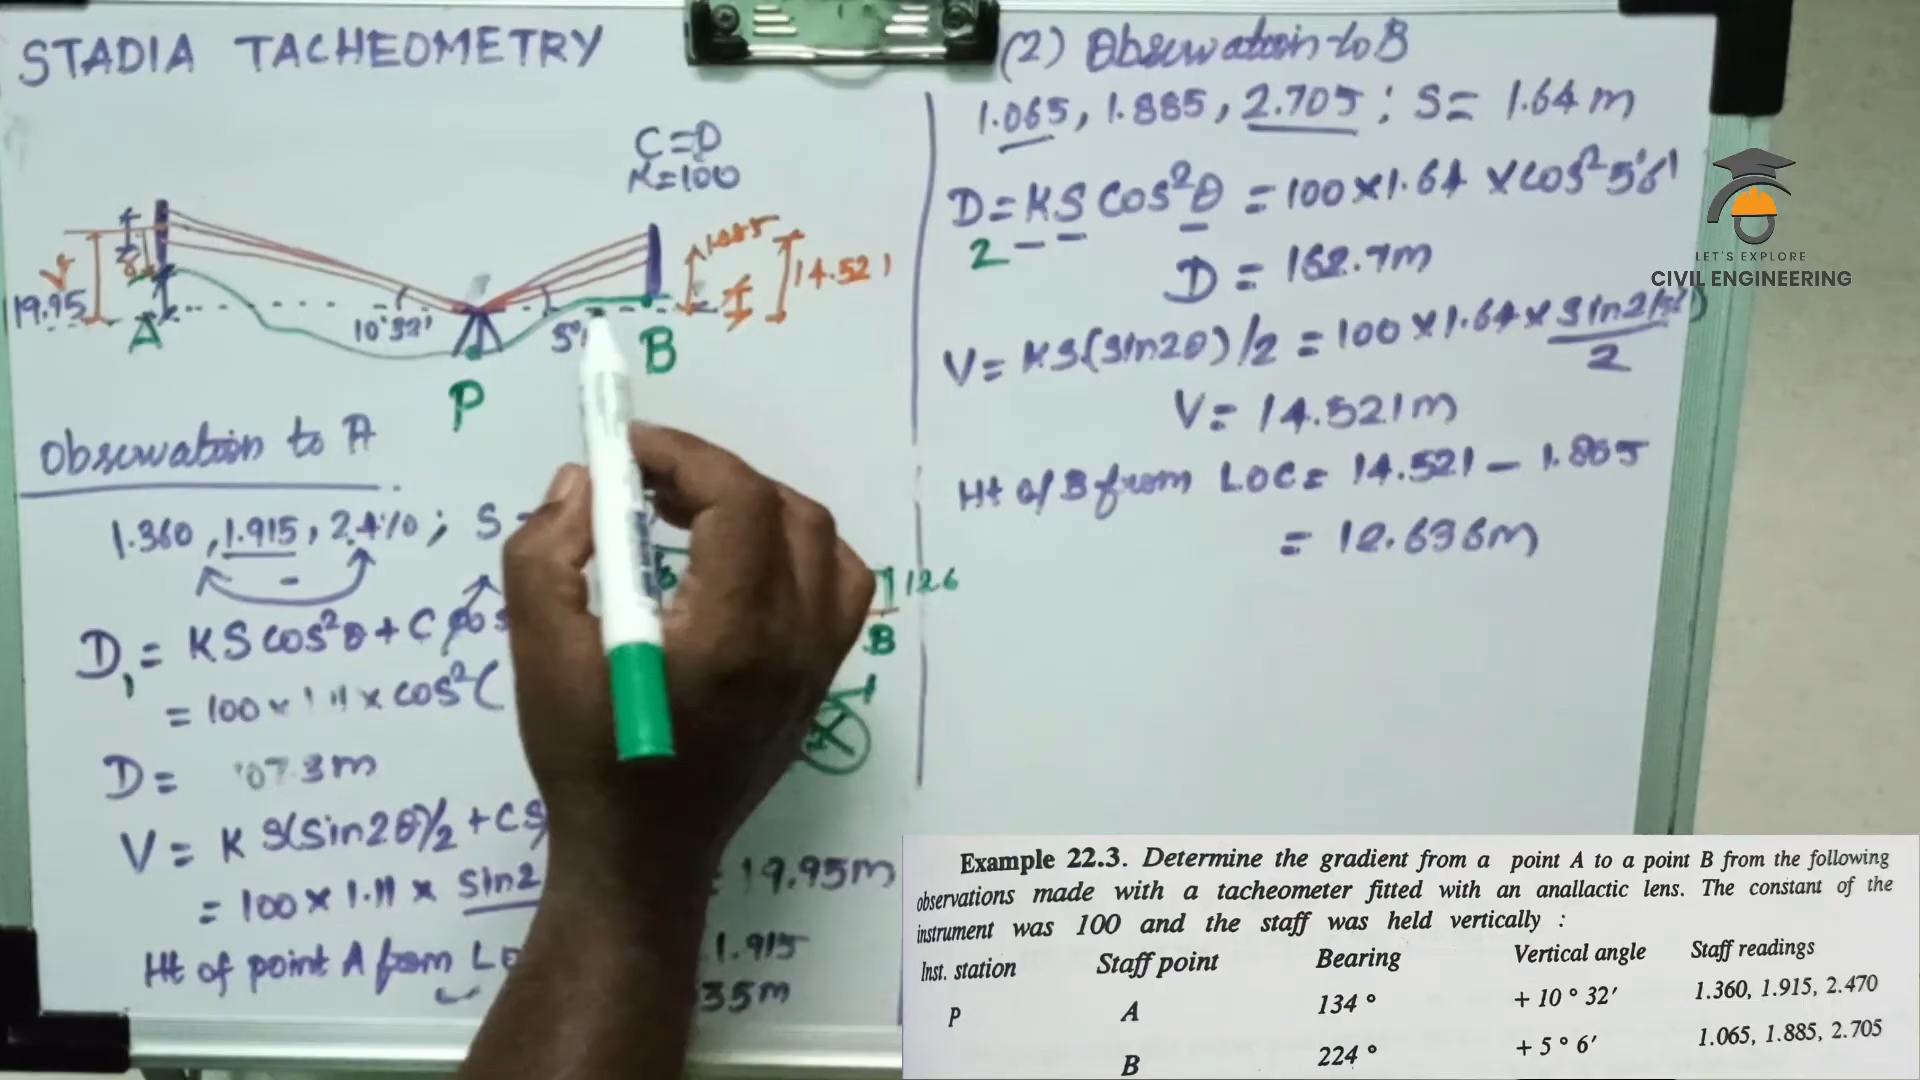 STADIA TACHEOMETRY
C=0
K=100
1.885
14.521
19.95
A
10°32'
P
B
Observation to A
1.360, 1.915, 2.470; S
D1 = KS cos²θ + C
= 100 × 1.11 × cos²(
D = 07.3m
V = K S(sin2θ)/2 + C
= 100 × 1.11 × sin2
19.95m
Ht of point A from
1.915
35m
126
B
(2) Observation to B
1.065, 1.885, 2.705; S = 1.64 m
D2 = KS cos²θ = 100×1.64 × cos²5°6'
D = 162.7m
V = KS(sin2θ)/2 = 100×1.64×sin2
2
V = 14.521m
Ht of B from LOC = 14.521 - 1.885
= 12.636m
LET'S EXPLORE
CIVIL ENGINEERING
Example 22.3. Determine the gradient from a point A to a point B from the following
observations made with a tacheometer fitted with an anallactic lens. The constant of the
instrument was 100 and the staff was held vertically :
Inst. station Staff point Bearing Vertical angle Staff readings
P A 134° + 10° 32′ 1.360, 1.915, 2.470
B 224° + 5° 6′ 1.065, 1.885, 2.705